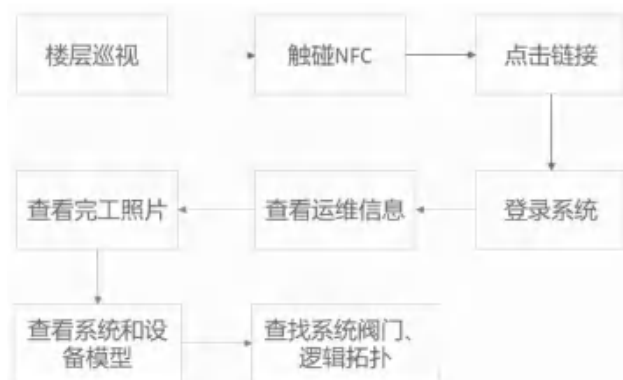 楼层巡视
触碰NFC
点击链接
登录系统
查看运维信息
查看完工照片
查看系统和设
备模型
查找系统阀门、
逻辑拓扑